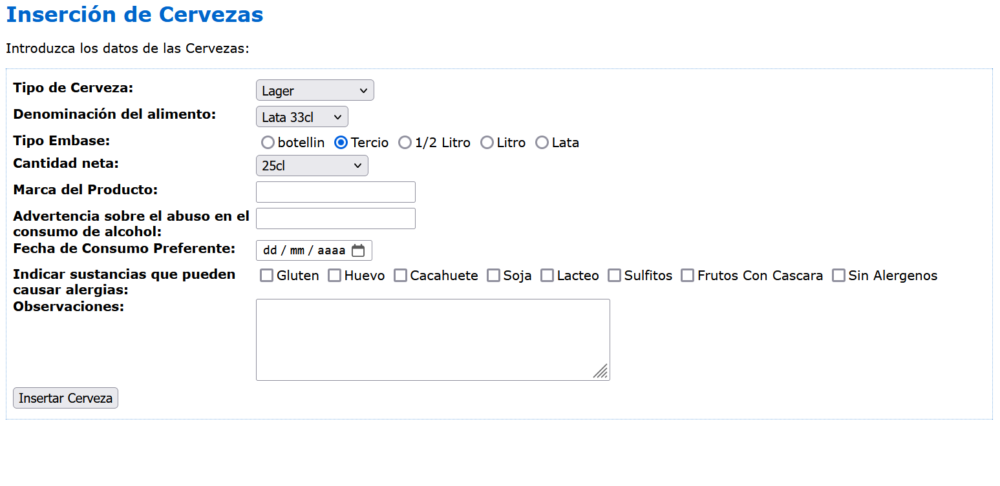 Inserción de Cervezas
Introduzca los datos de las Cervezas:
Tipo de Cerveza: Lager
Denominación del alimento: Lata 33cl
Tipo Embase: botellin Tercio 1/2 Litro Litro Lata
Cantidad neta: 25cl
Marca del Producto:
Advertencia sobre el abuso en el
consumo de alcohol:
Fecha de Consumo Preferente: dd / mm / aaaa
Indicar sustancias que pueden
causar alergias: Gluten Huevo Cacahuete Soja Lacteo Sulfitos Frutos Con Cascara Sin Alergenos
Observaciones:
Insertar Cerveza